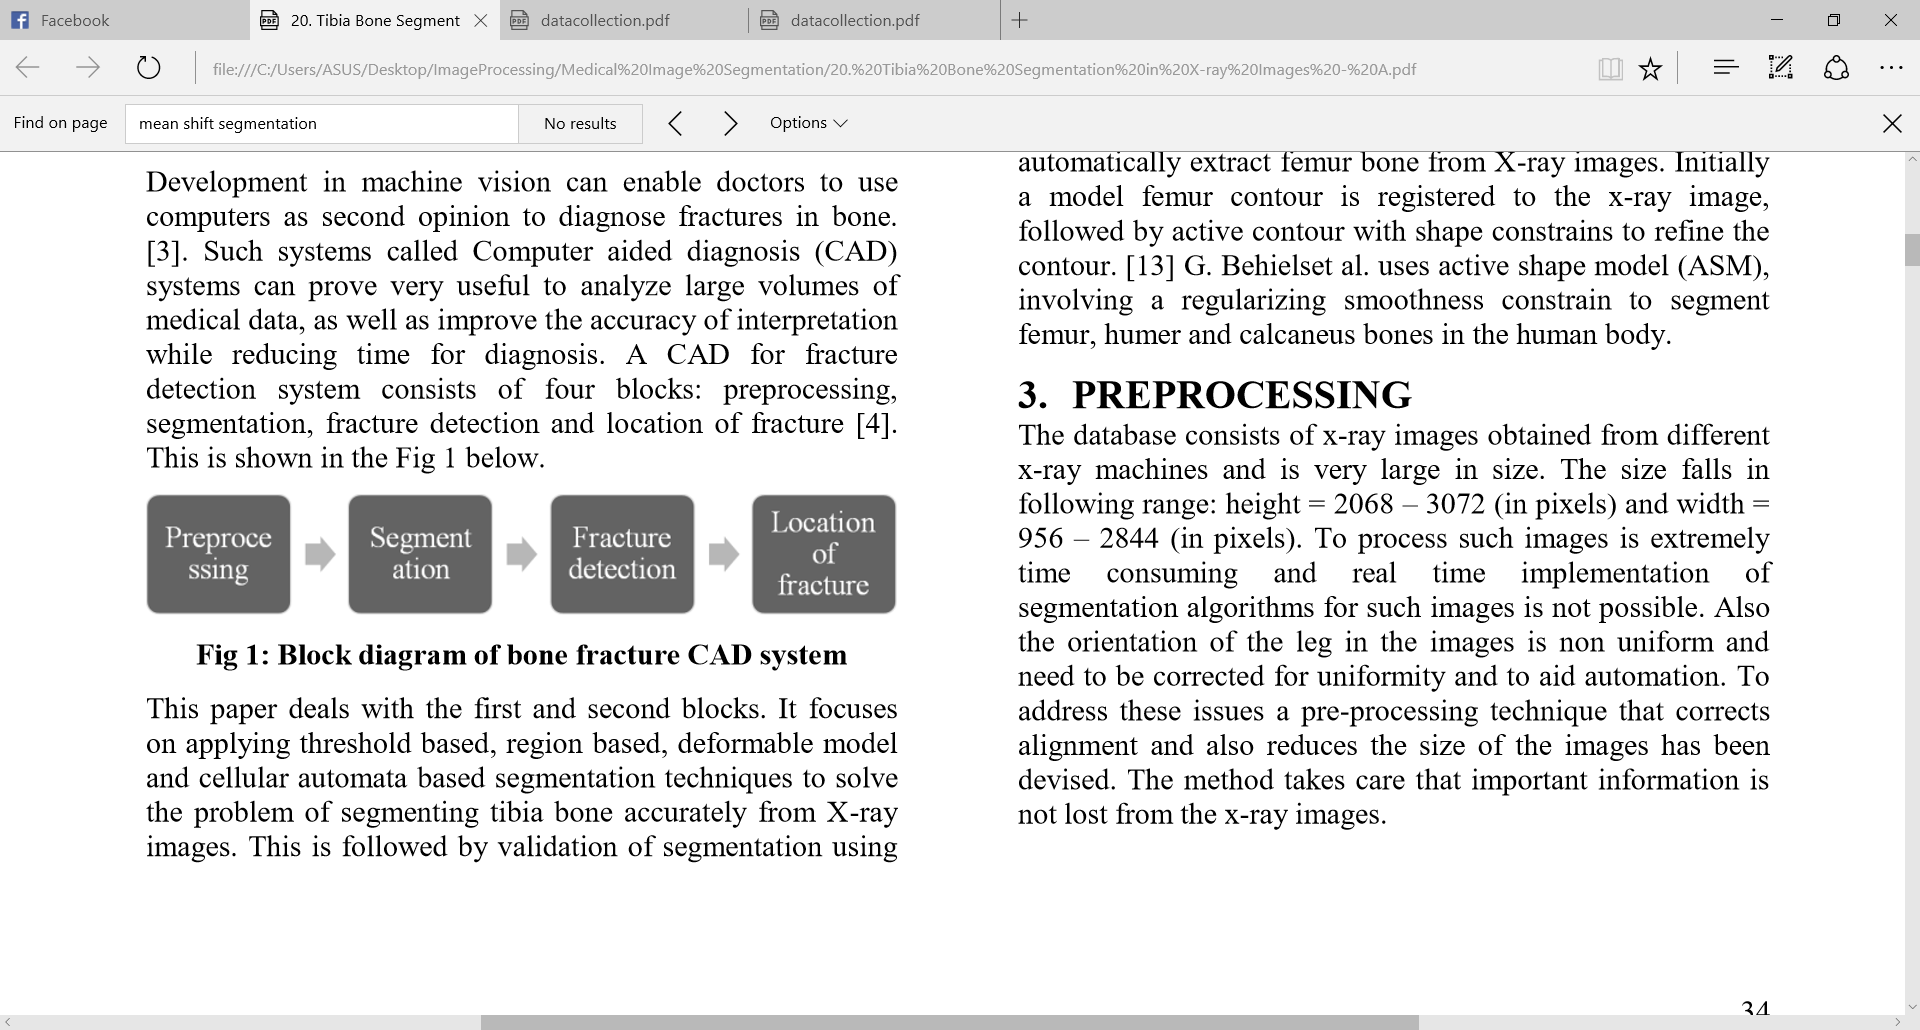 Facebook
20. Tibia Bone Segment
datacollection.pdf
datacollection.pdf
file:///C:/Users/ASUS/Desktop/ImageProcessing/Medical%20Image%20Segmentation/20.%20Tibia%20Bone%20Segmentation%20in%20X-ray%20Images%20-%20A.pdf
Find on page
mean shift segmentation
No results
Options
Development in machine vision can enable doctors to use
computers as second opinion to diagnose fractures in bone.
[3]. Such systems called Computer aided diagnosis (CAD)
systems can prove very useful to analyze large volumes of
medical data, as well as improve the accuracy of interpretation
while reducing time for diagnosis. A CAD for fracture
detection system consists of four blocks: preprocessing,
segmentation, fracture detection and location of fracture [4].
This is shown in the Fig 1 below.
Preproce
ssing
Segment
ation
Fracture
detection
Location
of
fracture
Fig 1: Block diagram of bone fracture CAD system
This paper deals with the first and second blocks. It focuses
on applying threshold based, region based, deformable model
and cellular automata based segmentation techniques to solve
the problem of segmenting tibia bone accurately from X-ray
images. This is followed by validation of segmentation using
automatically extract femur bone from X-ray images. Initially
a model femur contour is registered to the x-ray image,
followed by active contour with shape constrains to refine the
contour. [13] G. Behielset al. uses active shape model (ASM),
involving a regularizing smoothness constrain to segment
femur, humer and calcaneus bones in the human body.
3. PREPROCESSING
The database consists of x-ray images obtained from different
x-ray machines and is very large in size. The size falls in
following range: height = 2068 – 3072 (in pixels) and width =
956 – 2844 (in pixels). To process such images is extremely
time consuming and real time implementation of
segmentation algorithms for such images is not possible. Also
the orientation of the leg in the images is non uniform and
need to be corrected for uniformity and to aid automation. To
address these issues a pre-processing technique that corrects
alignment and also reduces the size of the images has been
devised. The method takes care that important information is
not lost from the x-ray images.
34